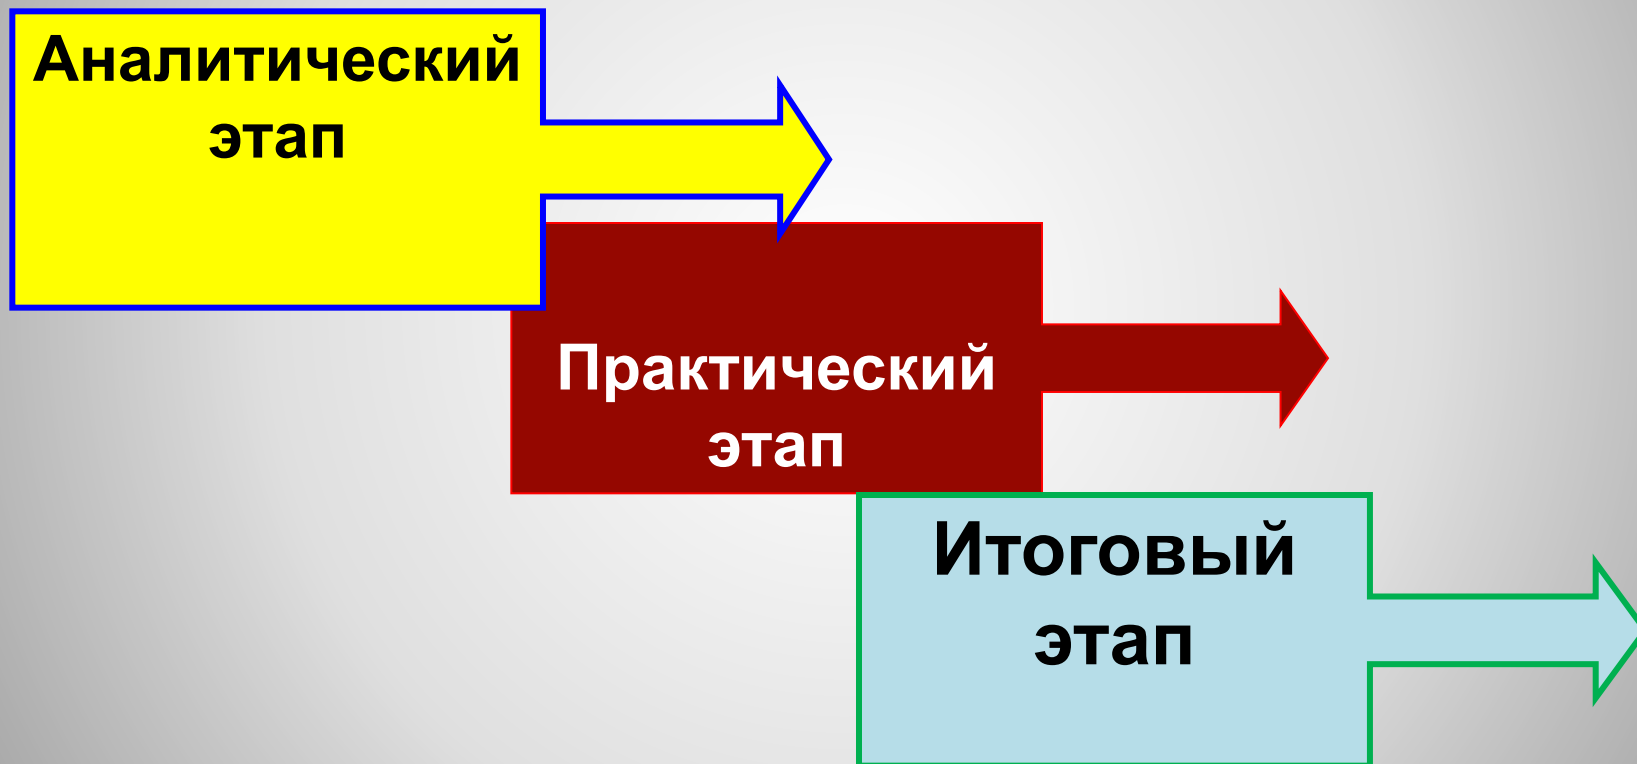 Аналитический
этап
Практический
этап
Итоговый
этап